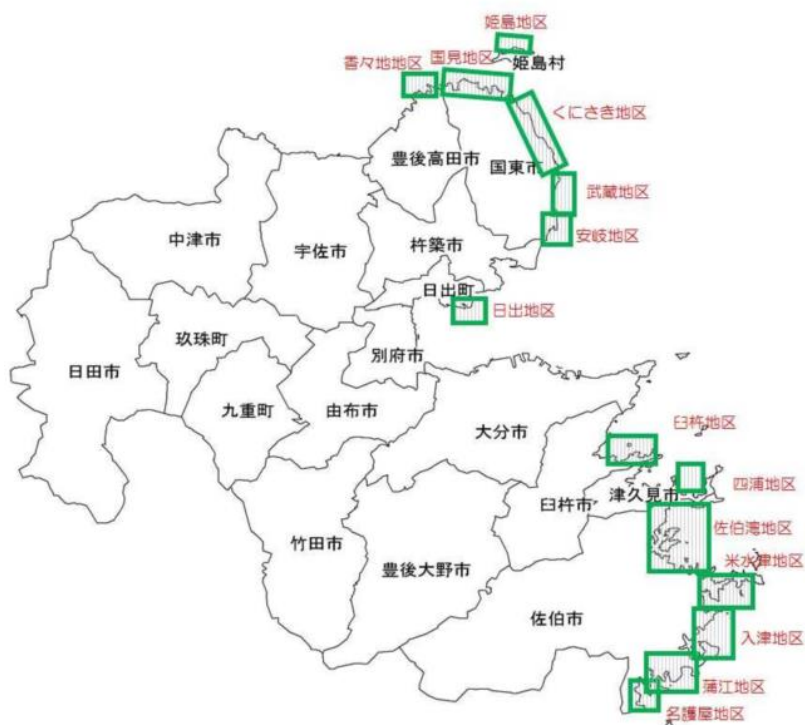 姫島地区
国見地区
姫島村
香々地地区
くにさき地区
豊後高田市
国東市
武蔵地区
中津市
宇佐市
杵築市
安岐地区
日出町
日出地区
玖珠町
別府市
日田市
九重町
由布市
大分市
臼杵地区
四浦地区
津久見市
臼杵市
佐伯湾地区
竹田市
豊後大野市
米水津地区
佐伯市
入津地区
蒲江地区
名護屋地区